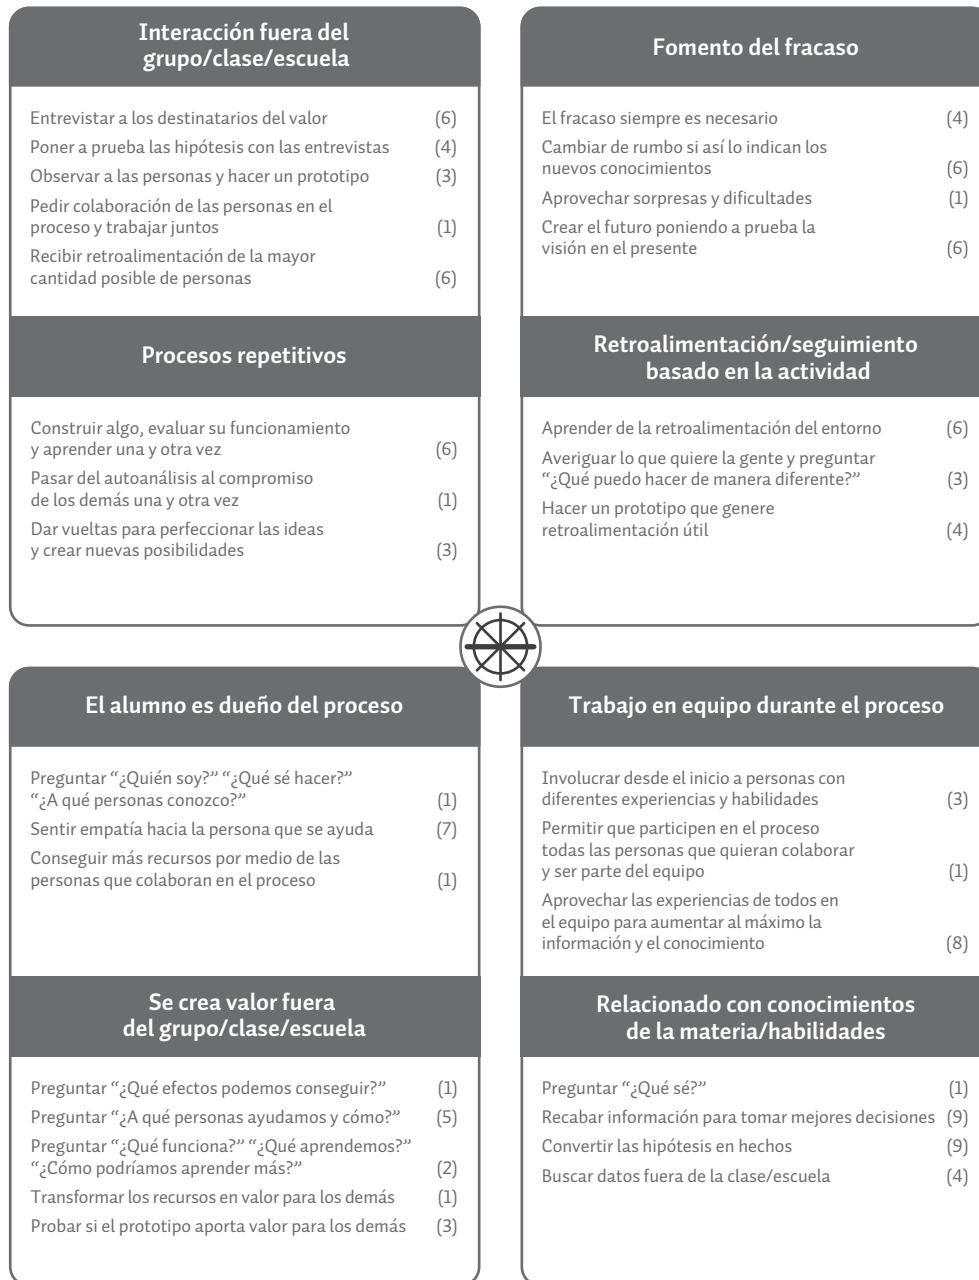 Interacción fuera del
grupo/clase/escuela
Entrevistar a los destinatarios del valor (6)
Poner a prueba las hipótesis con las entrevistas (4)
Observar a las personas y hacer un prototipo (3)
Pedir colaboración de las personas en el
proceso y trabajar juntos (1)
Recibir retroalimentación de la mayor
cantidad posible de personas (6)
Procesos repetitivos
Construir algo, evaluar su funcionamiento
y aprender una y otra vez (6)
Pasar del autoanálisis al compromiso
de los demás una y otra vez (1)
Dar vueltas para perfeccionar las ideas
y crear nuevas posibilidades (3)
Fomento del fracaso
El fracaso siempre es necesario (4)
Cambiar de rumbo si así lo indican los
nuevos conocimientos (6)
Aprovechar sorpresas y dificultades (1)
Crear el futuro poniendo a prueba la
visión en el presente (6)
Retroalimentación/seguimiento
basado en la actividad
Aprender de la retroalimentación del entorno (6)
Averiguar lo que quiere la gente y preguntar
“¿Qué puedo hacer de manera diferente?” (3)
Hacer un prototipo que genere
retroalimentación útil (4)
El alumno es dueño del proceso
Preguntar “¿Quién soy?” “¿Qué sé hacer?”
“¿A qué personas conozco?” (1)
Sentir empatía hacia la persona que se ayuda (7)
Conseguir más recursos por medio de las
personas que colaboran en el proceso (1)
Se crea valor fuera
del grupo/clase/escuela
Preguntar “¿Qué efectos podemos conseguir?” (1)
Preguntar “¿A qué personas ayudamos y cómo?” (5)
Preguntar “¿Qué funciona?” “¿Qué aprendemos?”
“¿Cómo podríamos aprender más?” (2)
Transformar los recursos en valor para los demás (1)
Probar si el prototipo aporta valor para los demás (3)
Trabajo en equipo durante el proceso
Involucrar desde el inicio a personas con
diferentes experiencias y habilidades (3)
Permitir que participen en el proceso
todas las personas que quieran colaborar
y ser parte del equipo (1)
Aprovechar las experiencias de todos en
el equipo para aumentar al máximo la
información y el conocimiento (8)
Relacionado con conocimientos
de la materia/habilidades
Preguntar “¿Qué sé?” (1)
Recabar información para tomar mejores decisiones (9)
Convertir las hipótesis en hechos (9)
Buscar datos fuera de la clase/escuela (4)